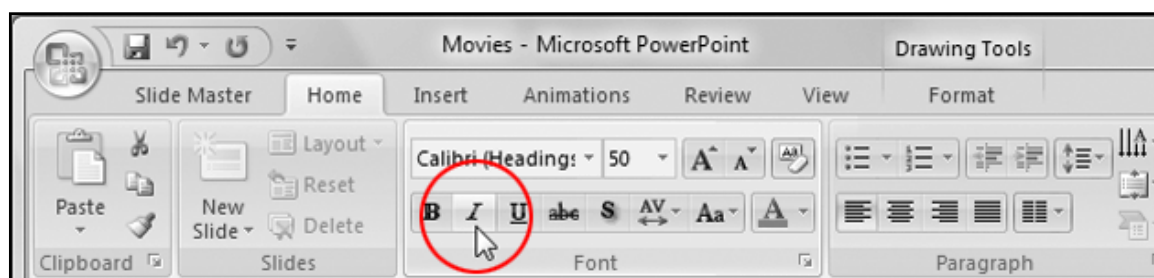 Movies - Microsoft PowerPoint Drawing Tools
Slide Master Home Insert Animations Review View Format
Layout
Calibri (Headings 50 A A Aa
Reset
Paste New B I U abc S AV Aa A
Slide Delete
Clipboard Slides Font Paragraph